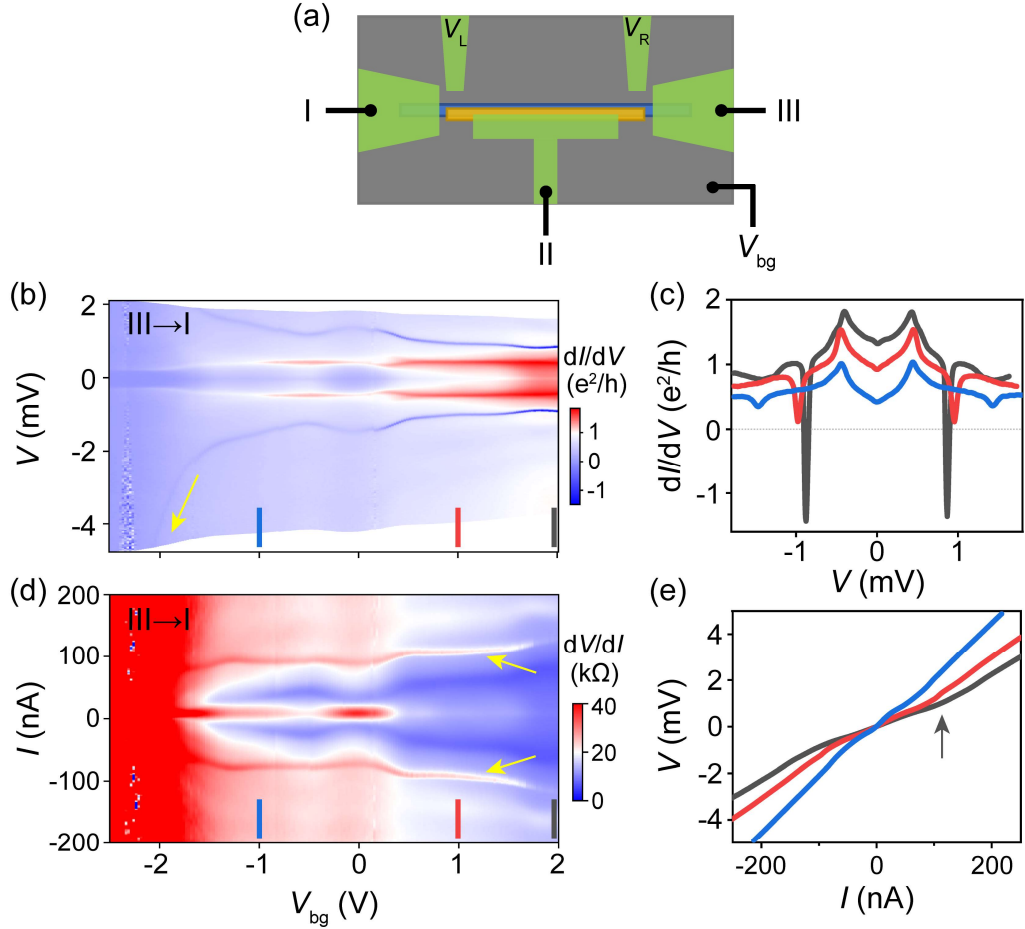 (a)
V_L
V_R
I
III
II
V_bg
(b)
III→I
2
0
-2
-4
V (mV)
dI/dV
(e²/h)
1
0
-1
(c)
2
1
0
-1
dI/dV (e²/h)
-1
0
1
V (mV)
(d)
III→I
200
100
0
-100
-200
I (nA)
dV/dI
(kΩ)
40
20
0
-2
-1
0
1
2
V_bg (V)
(e)
4
2
0
-2
-4
V (mV)
-200
0
200
I (nA)